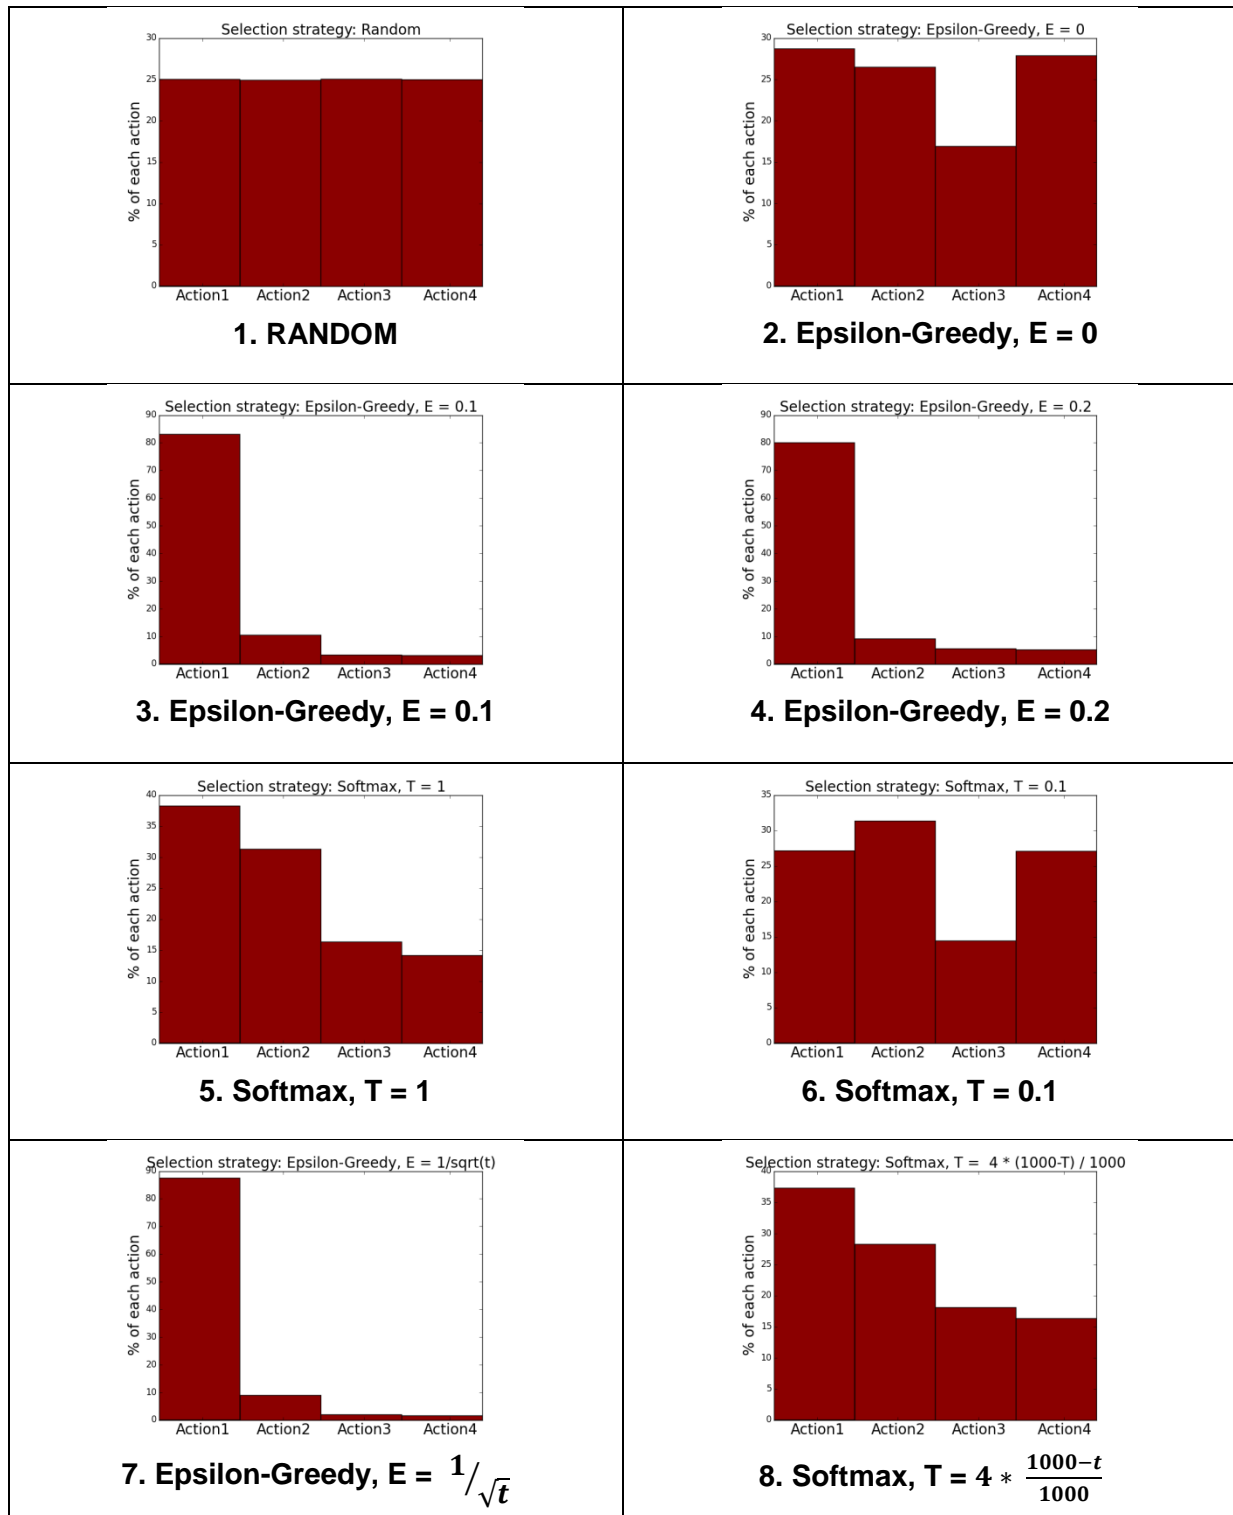 Selection strategy: Random
30
25
20
15
10
5
0
% of each action
Action1 Action2 Action3 Action4
1. RANDOM
Selection strategy: Epsilon-Greedy, E = 0
30
25
20
15
10
5
0
% of each action
Action1 Action2 Action3 Action4
2. Epsilon-Greedy, E = 0
Selection strategy: Epsilon-Greedy, E = 0.1
90
80
70
60
50
40
30
20
10
0
% of each action
Action1 Action2 Action3 Action4
3. Epsilon-Greedy, E = 0.1
Selection strategy: Epsilon-Greedy, E = 0.2
90
80
70
60
50
40
30
20
10
0
% of each action
Action1 Action2 Action3 Action4
4. Epsilon-Greedy, E = 0.2
Selection strategy: Softmax, T = 1
40
35
30
25
20
15
10
5
0
% of each action
Action1 Action2 Action3 Action4
5. Softmax, T = 1
Selection strategy: Softmax, T = 0.1
35
30
25
20
15
10
5
0
% of each action
Action1 Action2 Action3 Action4
6. Softmax, T = 0.1
Selection strategy: Epsilon-Greedy, E = 1/sqrt(t)
90
80
70
60
50
40
30
20
10
0
% of each action
Action1 Action2 Action3 Action4
7. Epsilon-Greedy, E = 1/√t
Selection strategy: Softmax, T = 4 * (1000-T) / 1000
40
35
30
25
20
15
10
5
0
% of each action
Action1 Action2 Action3 Action4
8. Softmax, T = 4 * (1000−t)/1000